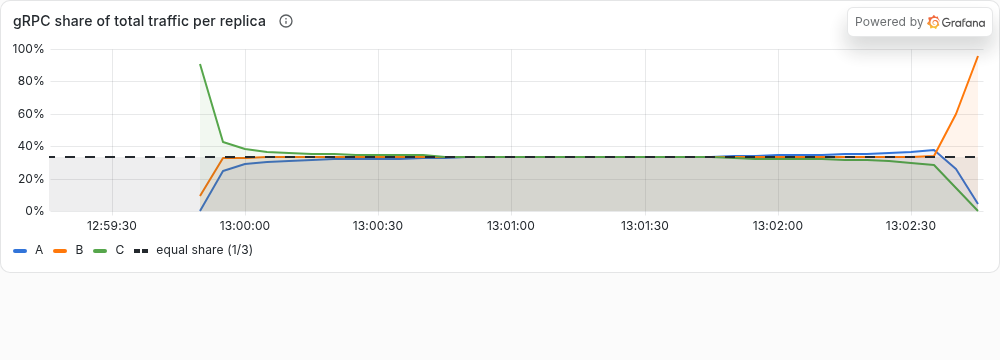 gRPC share of total traffic per replica
Powered by Grafana
100%
80%
60%
40%
20%
0%
12:59:30 13:00:00 13:00:30 13:01:00 13:01:30 13:02:00 13:02:30
A B C equal share (1/3)